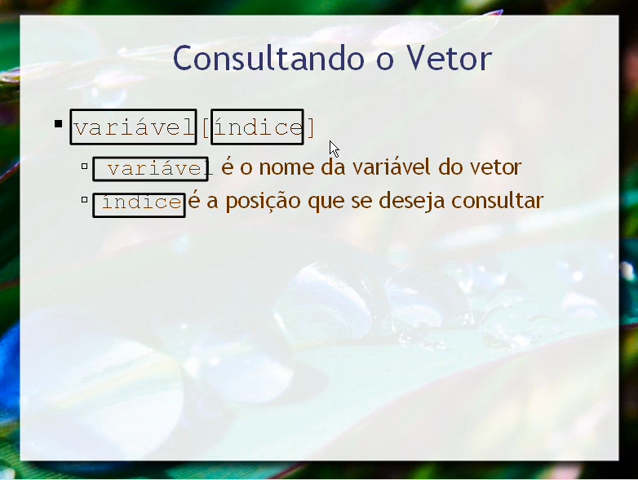 Consultando o Vetor
variável[índice]
variável é o nome da variável do vetor
índice é a posição que se deseja consultar